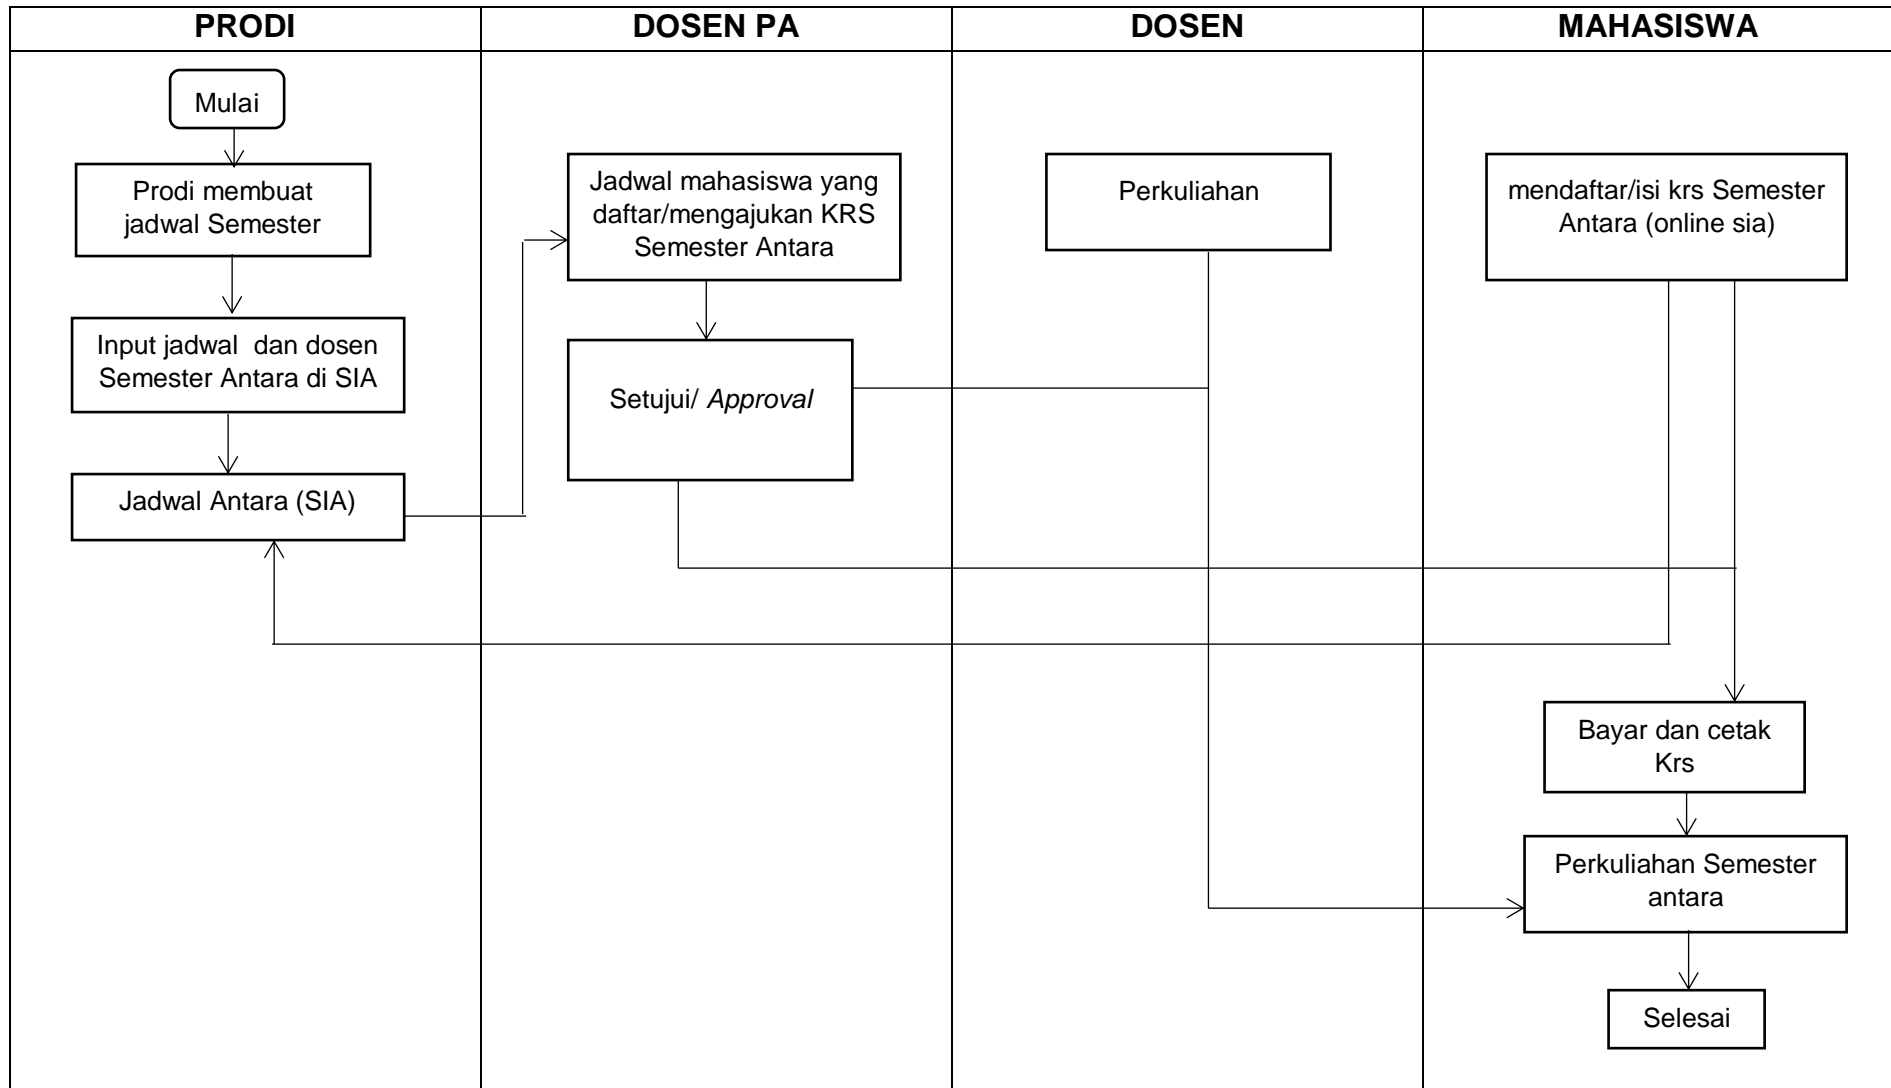 PRODI
DOSEN PA
DOSEN
MAHASISWA
Mulai
Prodi membuat
jadwal Semester
Input jadwal  dan dosen
Semester Antara di SIA
Jadwal Antara (SIA)
Jadwal mahasiswa yang
daftar/mengajukan KRS
Semester Antara
Setujui/ Approval
Perkuliahan
mendaftar/isi krs Semester
Antara (online sia)
Bayar dan cetak
Krs
Perkuliahan Semester
antara
Selesai